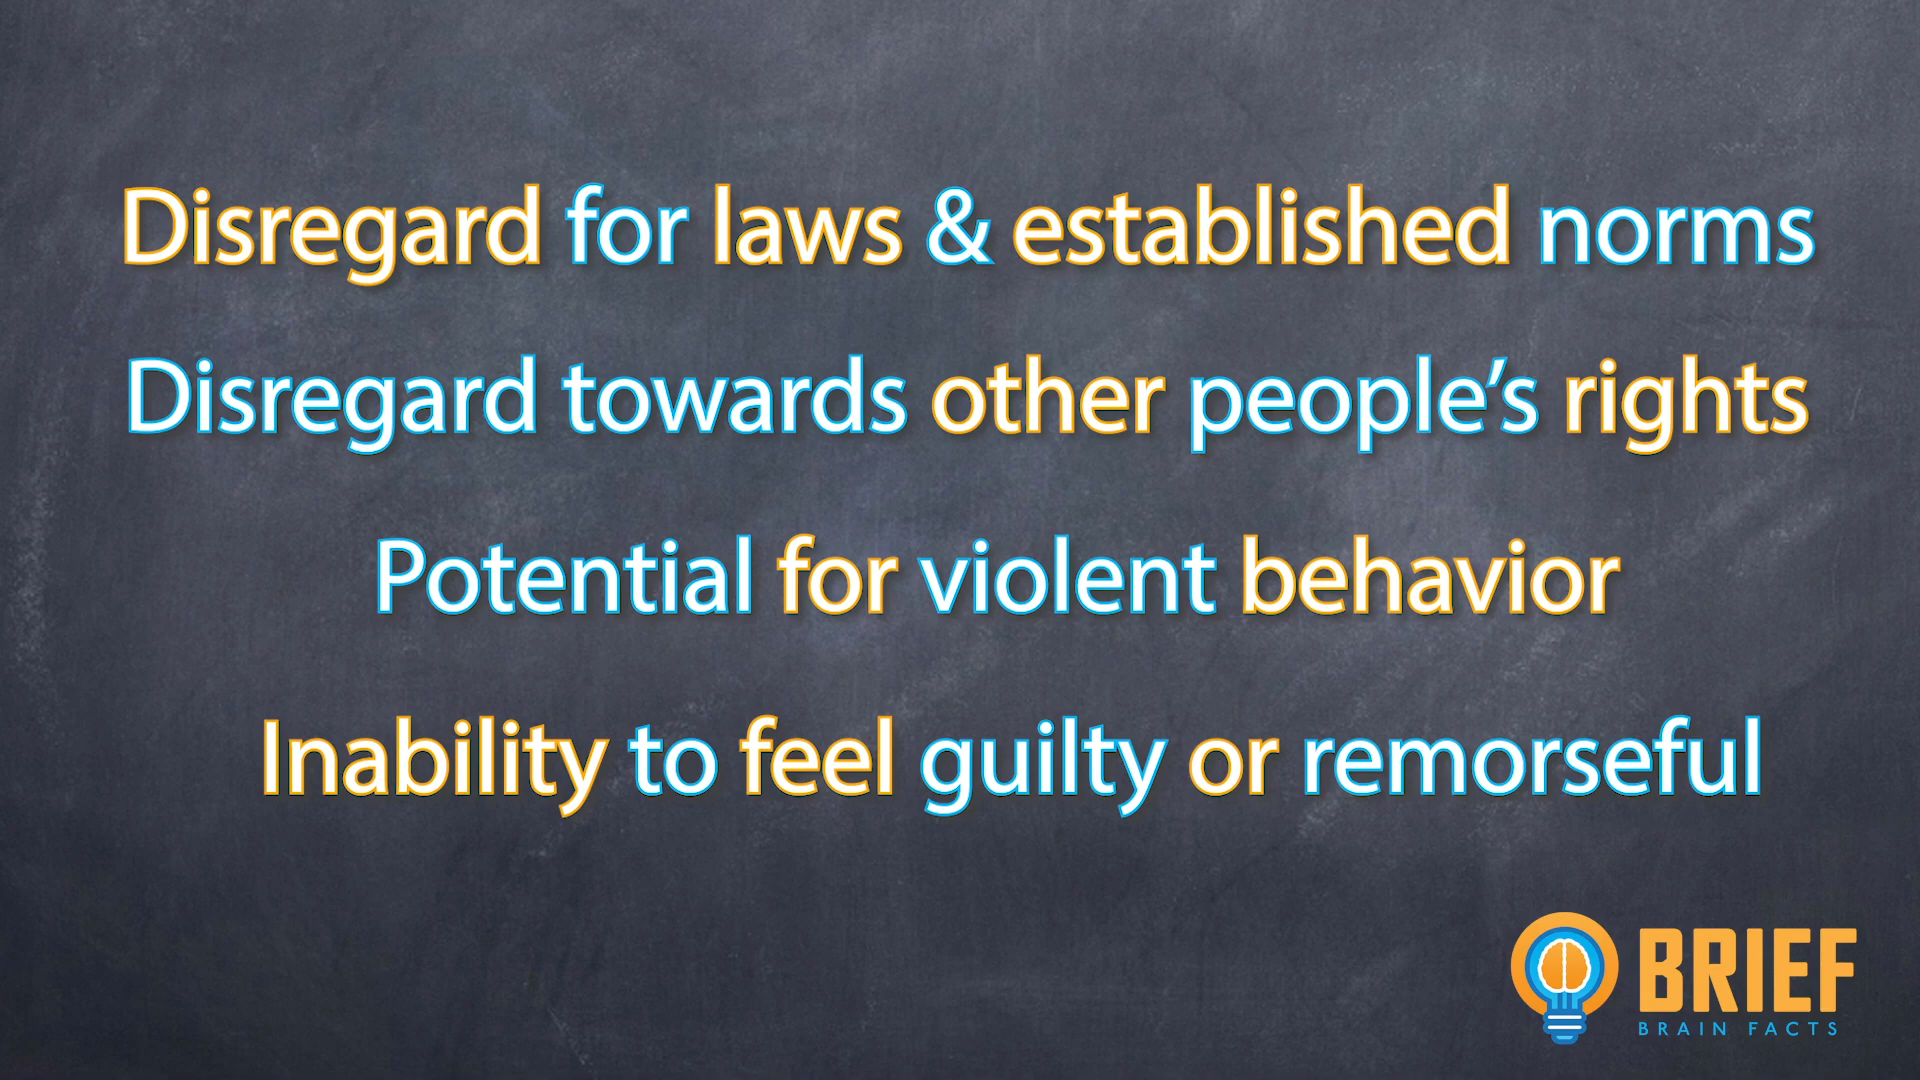 Disregard for laws & established norms
Disregard towards other people’s rights
Potential for violent behavior
Inability to feel guilty or remorseful
BRIEF
BRAIN FACTS